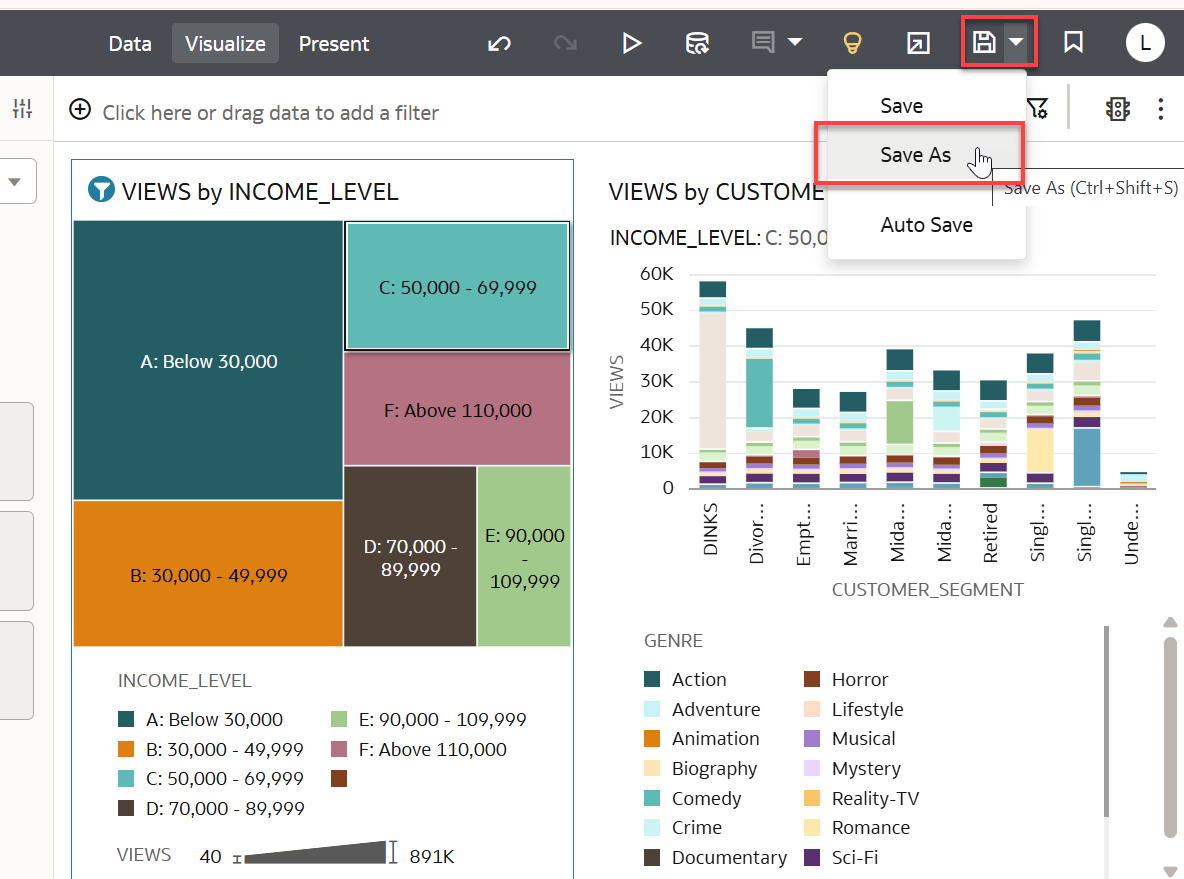 Data Visualize Present L
Save
Save As
Save As (Ctrl+Shift+S)
Auto Save
Click here or drag data to add a filter
VIEWS by INCOME_LEVEL
A: Below 30,000
C: 50,000 - 69,999
F: Above 110,000
B: 30,000 - 49,999
D: 70,000 -
89,999
E: 90,000
-
109,999
INCOME_LEVEL
A: Below 30,000
B: 30,000 - 49,999
C: 50,000 - 69,999
D: 70,000 - 89,999
E: 90,000 - 109,999
F: Above 110,000
VIEWS 40 891K
VIEWS by CUSTOME
INCOME_LEVEL: C: 50,0
60K
50K
40K
30K
20K
10K
0
VIEWS
DINKS
Divor...
Empt...
Marri...
Mida...
Mida...
Retired
Singl...
Singl...
Unde...
CUSTOMER_SEGMENT
GENRE
Action
Adventure
Animation
Biography
Comedy
Crime
Documentary
Horror
Lifestyle
Musical
Mystery
Reality-TV
Romance
Sci-Fi